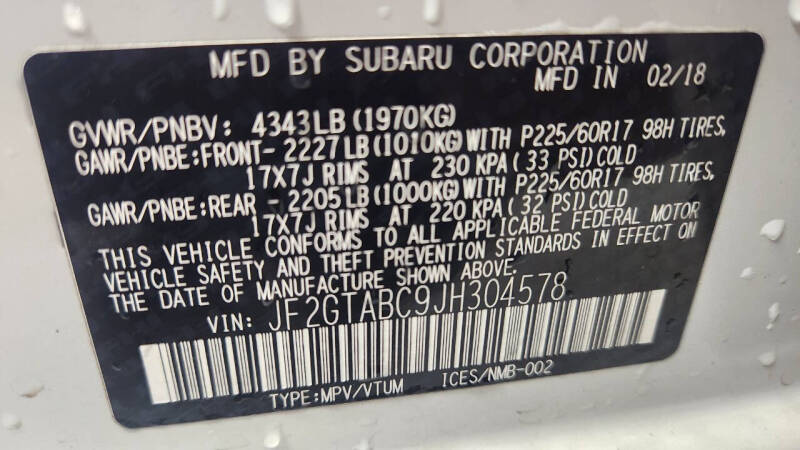 MFD BY SUBARU CORPORATION
MFD IN 02/18
GVWR/PNBV: 4343LB (1970KG)
GAWR/PNBE:FRONT- 2227LB(1010KG)WITH P225/60R17 98H TIRES,
17X7J RIMS AT 230 KPA( 33 PSI)COLD
GAWR/PNBE:REAR - 2205LB(1000KG)WITH P225/60R17 98H TIRES,
17X7J RIMS AT 220 KPA( 32 PSI)COLD
THIS VEHICLE CONFORMS TO ALL APPLICABLE FEDERAL MOTOR
VEHICLE SAFETY AND THEFT PREVENTION STANDARDS IN EFFECT ON
THE DATE OF MANUFACTURE SHOWN ABOVE.
VIN: JF2GTABC9JH304578
TYPE:MPV/VTUM ICES/NMB-002